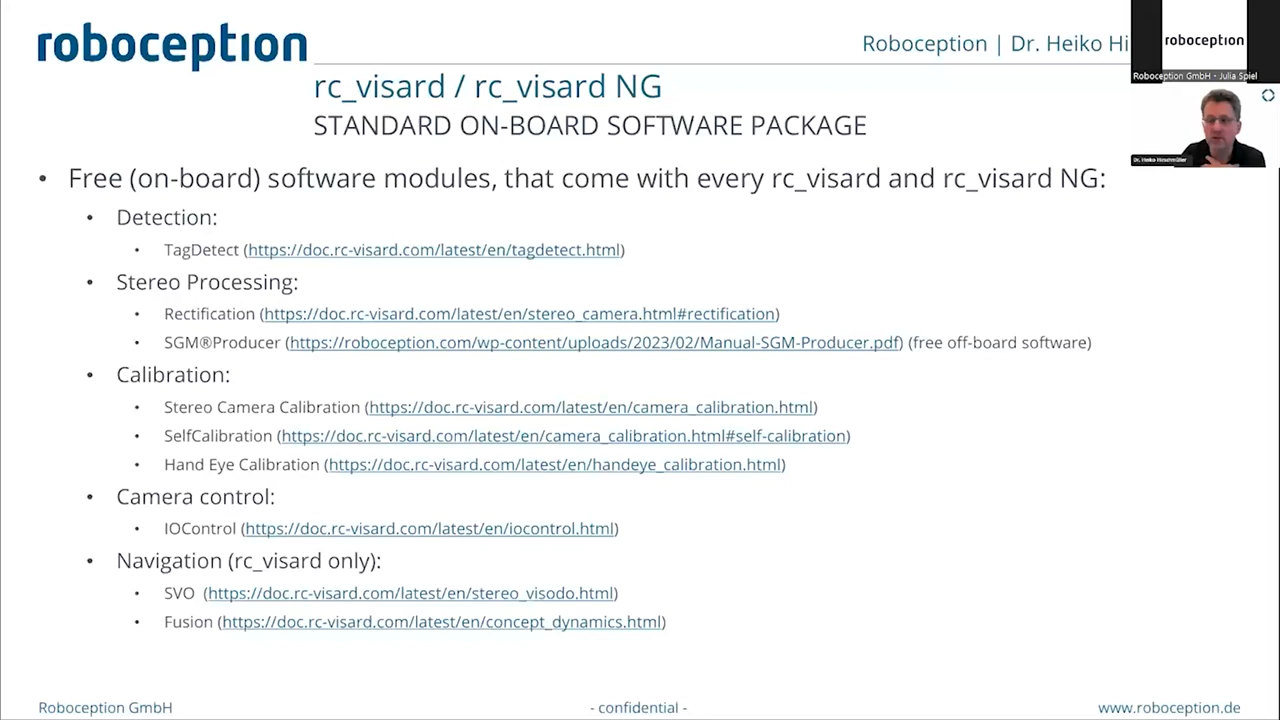 roboception
Roboception | Dr. Heiko Hi
roboception
Roboception GmbH - Julia Spiel
Dr. Heiko Hirschmüller
rc_visard / rc_visard NG
STANDARD ON-BOARD SOFTWARE PACKAGE
• Free (on-board) software modules, that come with every rc_visard and rc_visard NG:
• Detection:
• TagDetect (https://doc.rc-visard.com/latest/en/tagdetect.html)
• Stereo Processing:
• Rectification (https://doc.rc-visard.com/latest/en/stereo_camera.html#rectification)
• SGM®Producer (https://roboception.com/wp-content/uploads/2023/02/Manual-SGM-Producer.pdf) (free off-board software)
• Calibration:
• Stereo Camera Calibration (https://doc.rc-visard.com/latest/en/camera_calibration.html)
• SelfCalibration (https://doc.rc-visard.com/latest/en/camera_calibration.html#self-calibration)
• Hand Eye Calibration (https://doc.rc-visard.com/latest/en/handeye_calibration.html)
• Camera control:
• IOControl (https://doc.rc-visard.com/latest/en/iocontrol.html)
• Navigation (rc_visard only):
• SVO (https://doc.rc-visard.com/latest/en/stereo_visodo.html)
• Fusion (https://doc.rc-visard.com/latest/en/concept_dynamics.html)
Roboception GmbH
- confidential -
www.roboception.de